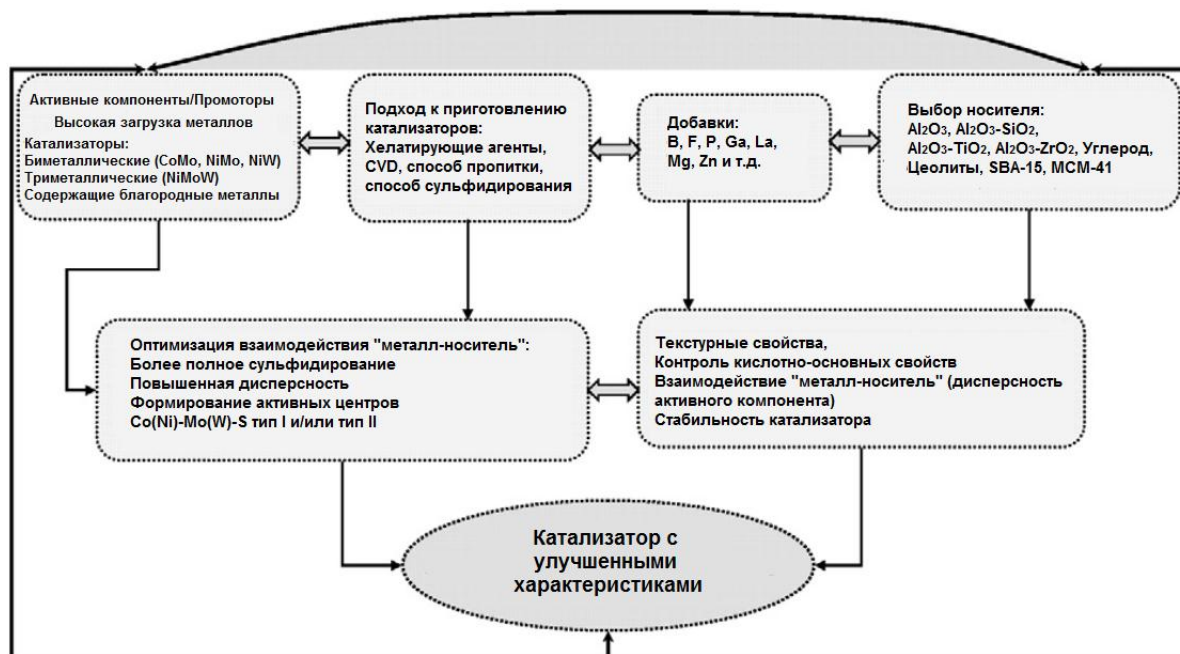 Активные компоненты/Промоторы
Высокая загрузка металлов
Катализаторы:
Биметаллические (CoMo, NiMo, NiW)
Триметаллические (NiMoW)
Содержащие благородные металлы
Подход к приготовлению
катализаторов:
Хелатирующие агенты,
CVD, способ пропитки,
способ сульфидирования
Добавки:
B, F, P, Ga, La,
Mg, Zn и т.д.
Выбор носителя:
Al2O3, Al2O3-SiO2,
Al2O3-TiO2, Al2O3-ZrO2, Углерод,
Цеолиты, SBA-15, MCM-41
Оптимизация взаимодействия "металл-носитель":
Более полное сульфидирование
Повышенная дисперсность
Формирование активных центров
Co(Ni)-Mo(W)-S тип I и/или тип II
Текстурные свойства,
Контроль кислотно-основных свойств
Взаимодействие "металл-носитель" (дисперсность
активного компонента)
Стабильность катализатора
Катализатор с
улучшенными
характеристиками